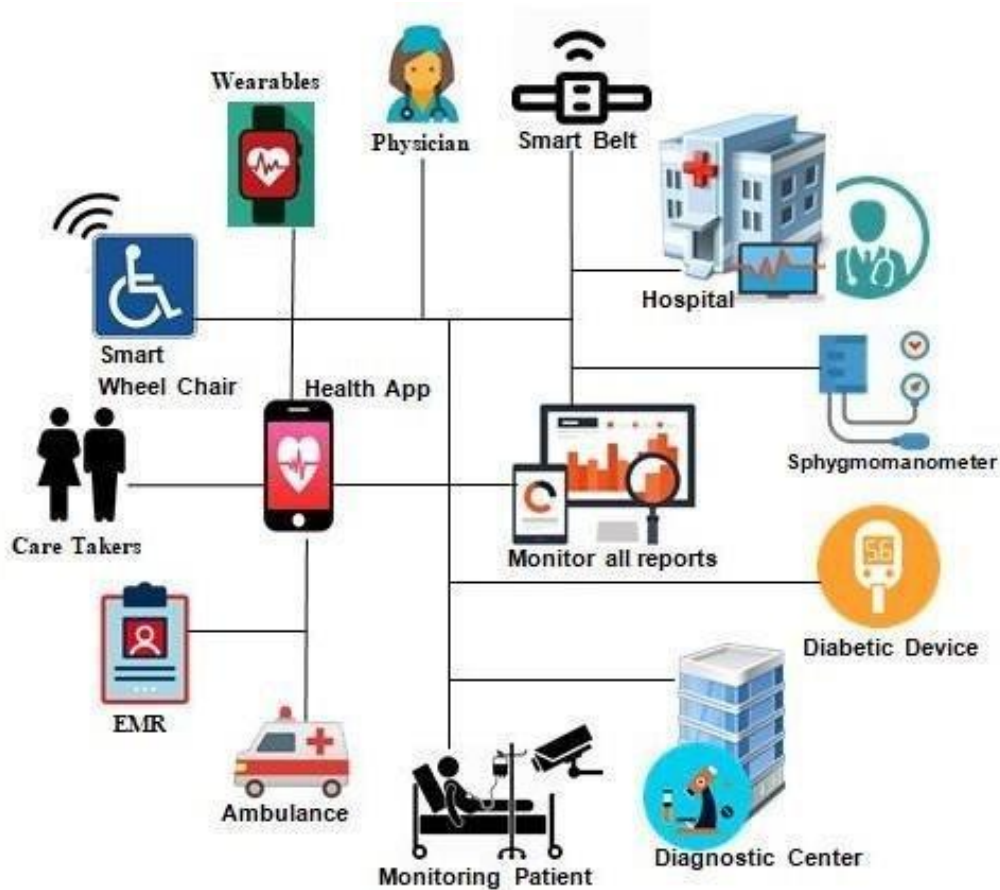 Wearables
Physician
Smart Belt
Hospital
Smart
Wheel Chair
Health App
Sphygmomanometer
Care Takers
Monitor all reports
56
Diabetic Device
EMR
Ambulance
Monitoring Patient
Diagnostic Center